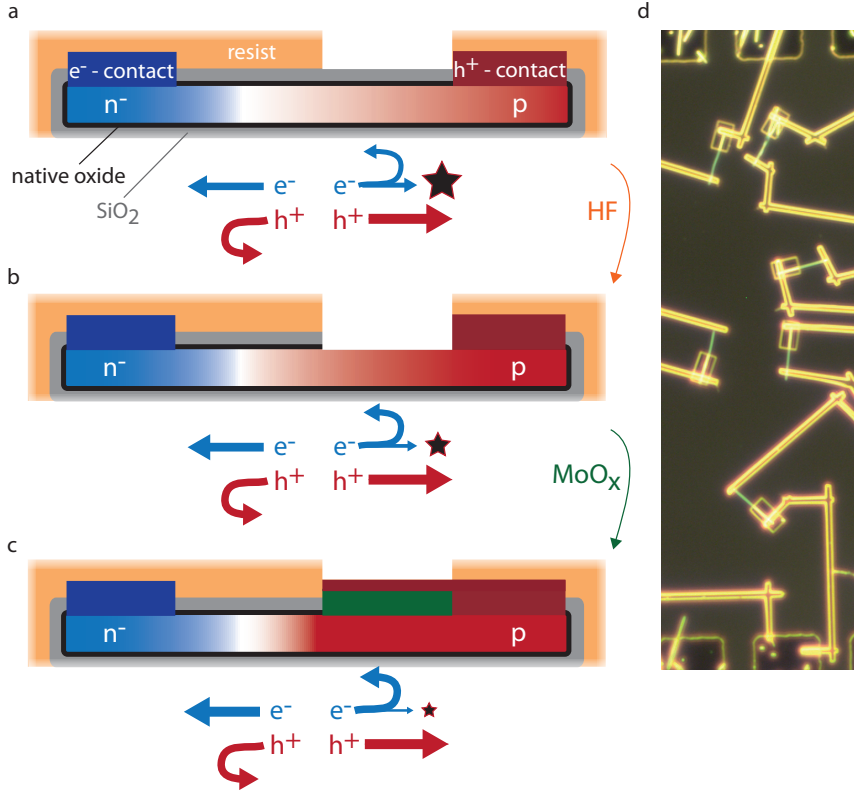 a
d
resist
e⁻ - contact
h⁺ - contact
n⁻
p
native oxide
SiO₂
e⁻
e⁻
h⁺
h⁺
HF
b
n⁻
p
e⁻
e⁻
h⁺
h⁺
MoOₓ
c
n⁻
p
e⁻
e⁻
h⁺
h⁺